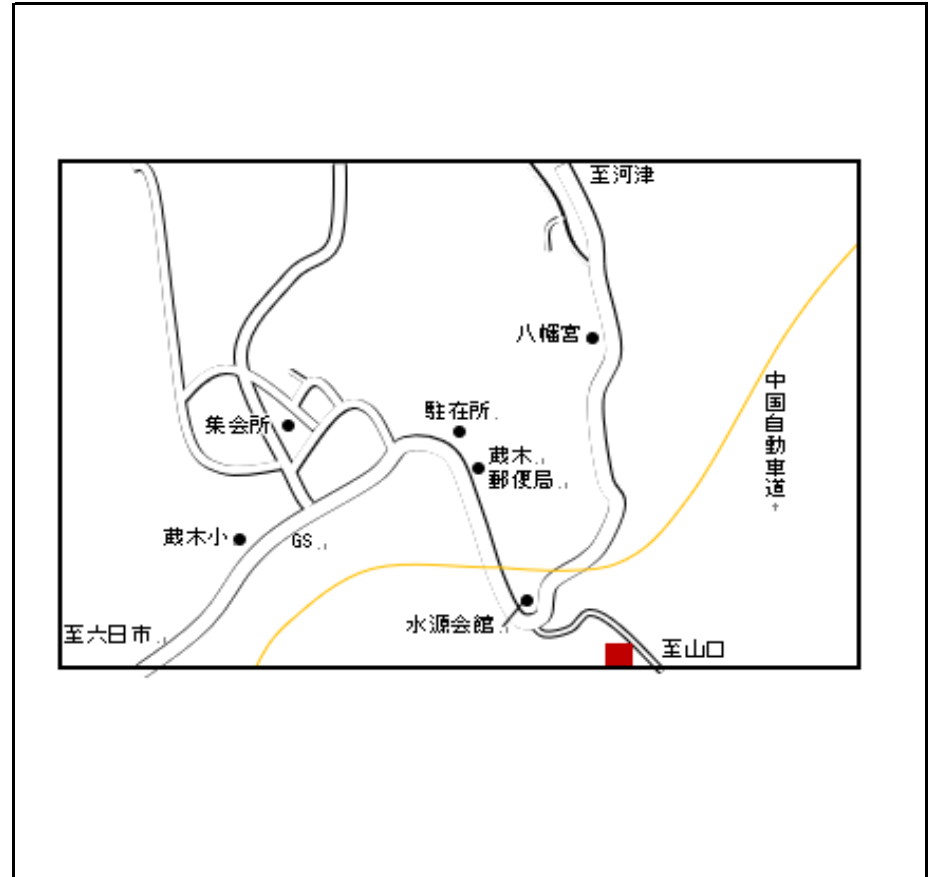 至河津
八幡宮
中国自動車道
集会所
駐在所
蔵木
郵便局
蔵木小
GS
水源会館
至六日市
至山口